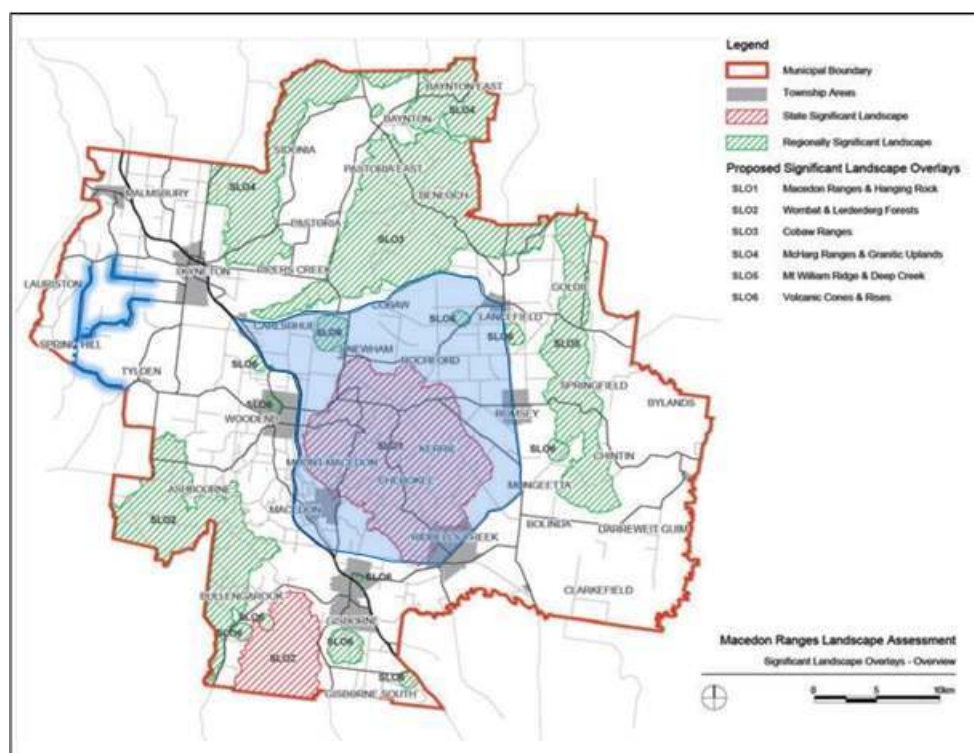 Legend
Municipal Boundary
Township Areas
State Significant Landscape
Regionally Significant Landscape
Proposed Significant Landscape Overlays
SLO1 Macedon Ranges & Hanging Rock
SLO2 Wombat & Lerderderg Forests
SLO3 Cobaw Ranges
SLO4 McHarg Ranges & Granitic Uplands
SLO5 Mt William Ridge & Deep Creek
SLO6 Volcanic Cones & Rises
BAYNTON EAST
SLO4
BAYNTON
SIDONIA
PASTORIA EAST
MALMSBURY
SLO4
BENLOCH
PASTORIA
SLO3
KYNETON
PIPERS CREEK
LAURISTON
GOLDIE
COBAW
SLO6
LANCEFIELD
CARLSRUHE
SLO6
SLO6
SPRING HILL
NEWHAM
SLO5
ROCHFORD
TYLDEN
SLO6
SPRINGFIELD
SLO6
BYLANDS
WOODEND
ROMSEY
SLO1
KERRIE
SLO6
MOUNT MACEDON
CHINTIN
CHEROKEE
ASHBOURNE
MONGEETTA
MACEDON
SLO2
BOLINDA
DARREWEIT GUIM
RIDDELLS CREEK
SLO6
CLARKEFIELD
BULLENGAROOK
SLO6
SLO6
GISBORNE
SLO6
SLO2
SLO6
GISBORNE SOUTH
Macedon Ranges Landscape Assessment
Significant Landscape Overlays - Overview
0 5 10km